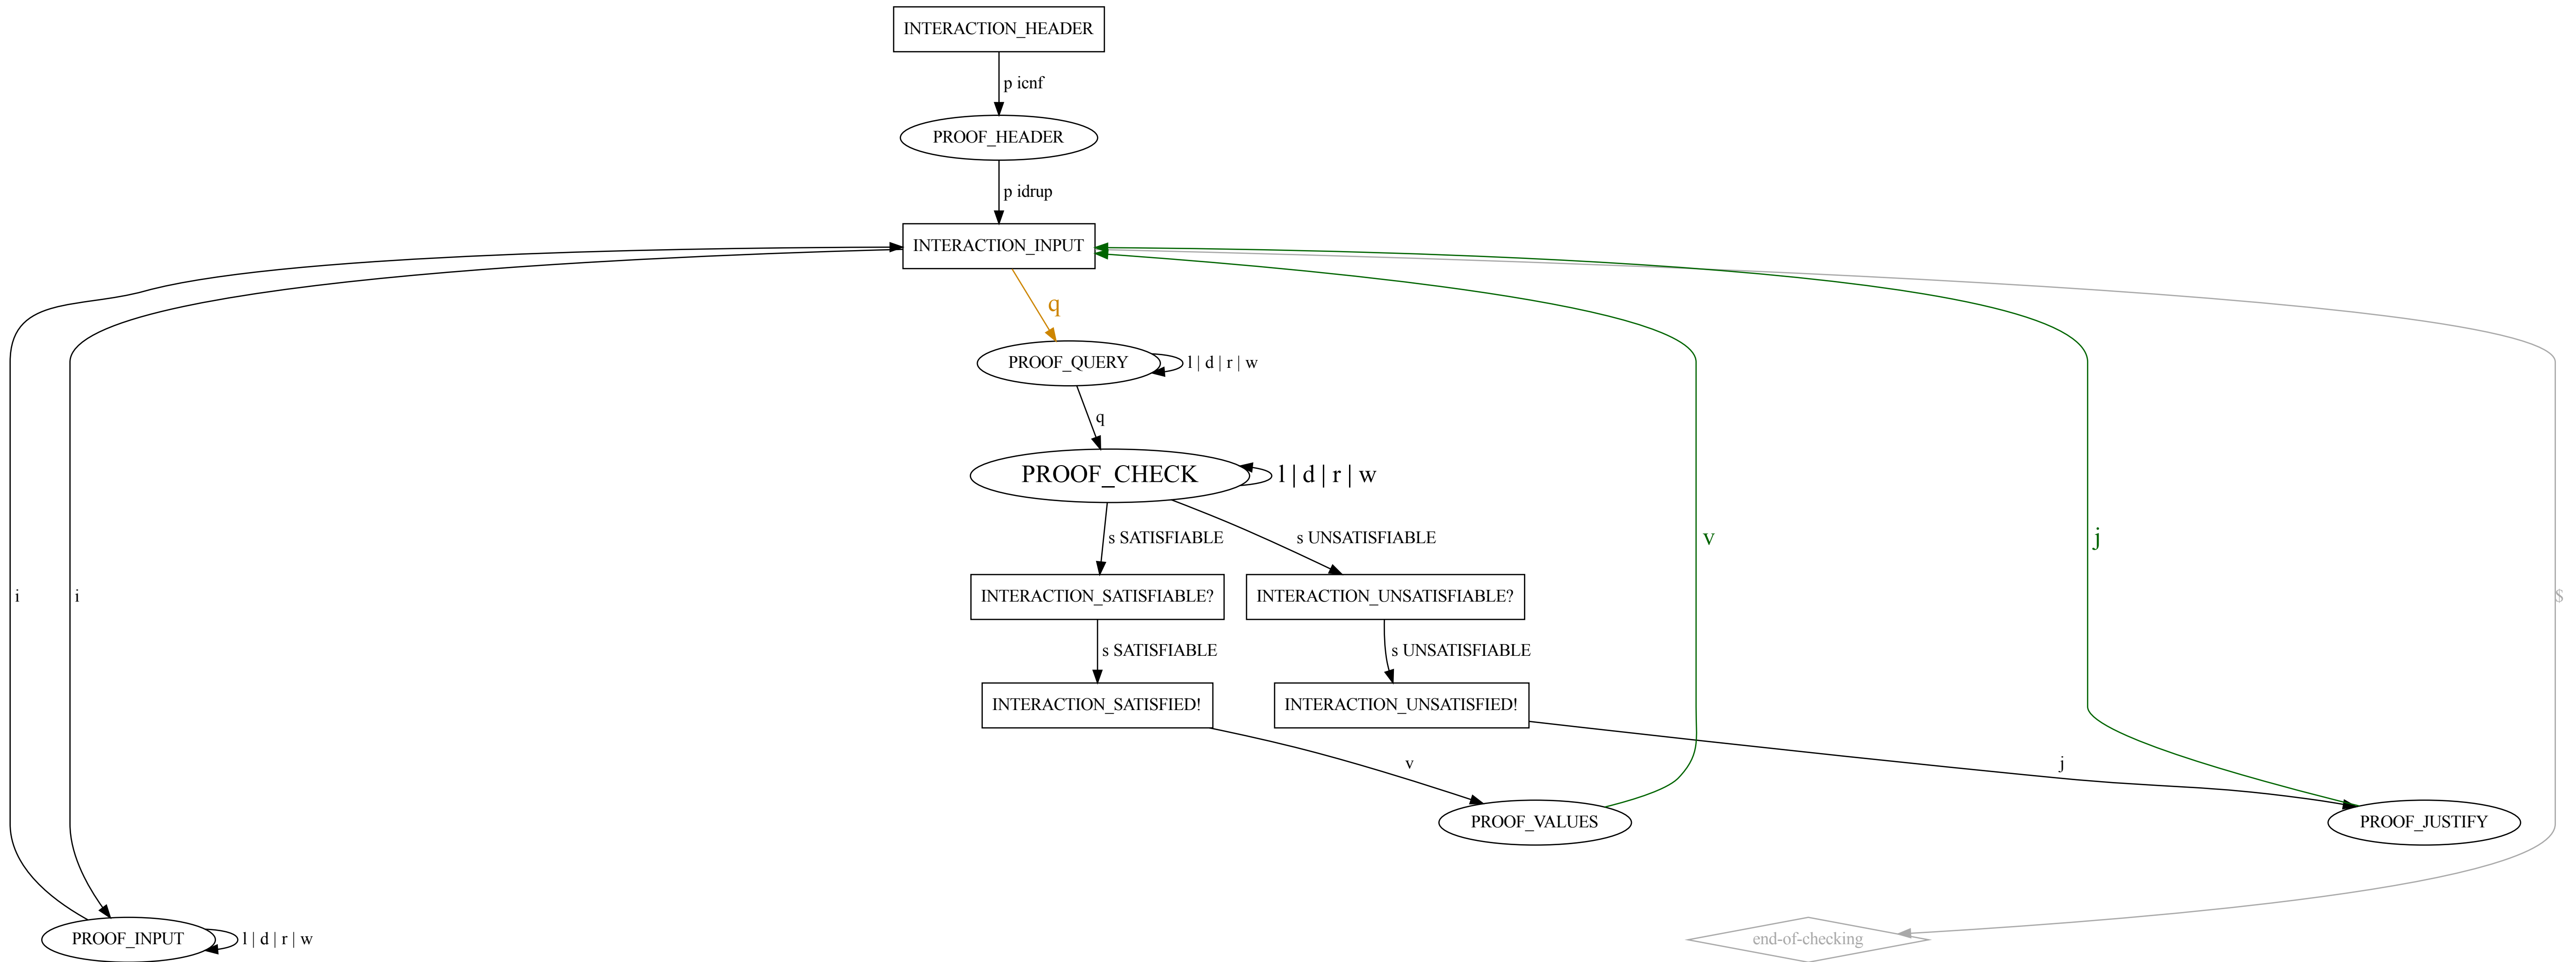 INTERACTION_HEADER
p icnf
PROOF_HEADER
p idrup
INTERACTION_INPUT
q
PROOF_QUERY
l | d | r | w
q
PROOF_CHECK
l | d | r | w
s SATISFIABLE
s UNSATISFIABLE
v
j
i
i
INTERACTION_SATISFIABLE?
INTERACTION_UNSATISFIABLE?
$
s SATISFIABLE
s UNSATISFIABLE
INTERACTION_SATISFIED!
INTERACTION_UNSATISFIED!
v
j
PROOF_VALUES
PROOF_JUSTIFY
PROOF_INPUT
l | d | r | w
end-of-checking